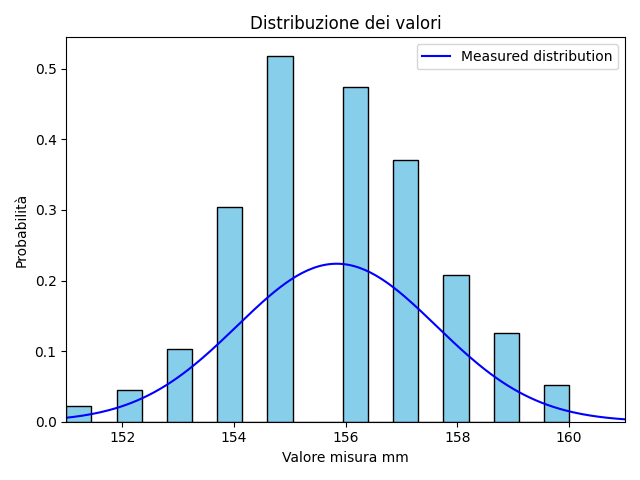 Distribuzione dei valori
Measured distribution
Probabilità
0.5
0.4
0.3
0.2
0.1
0.0
152 154 156 158 160
Valore misura mm